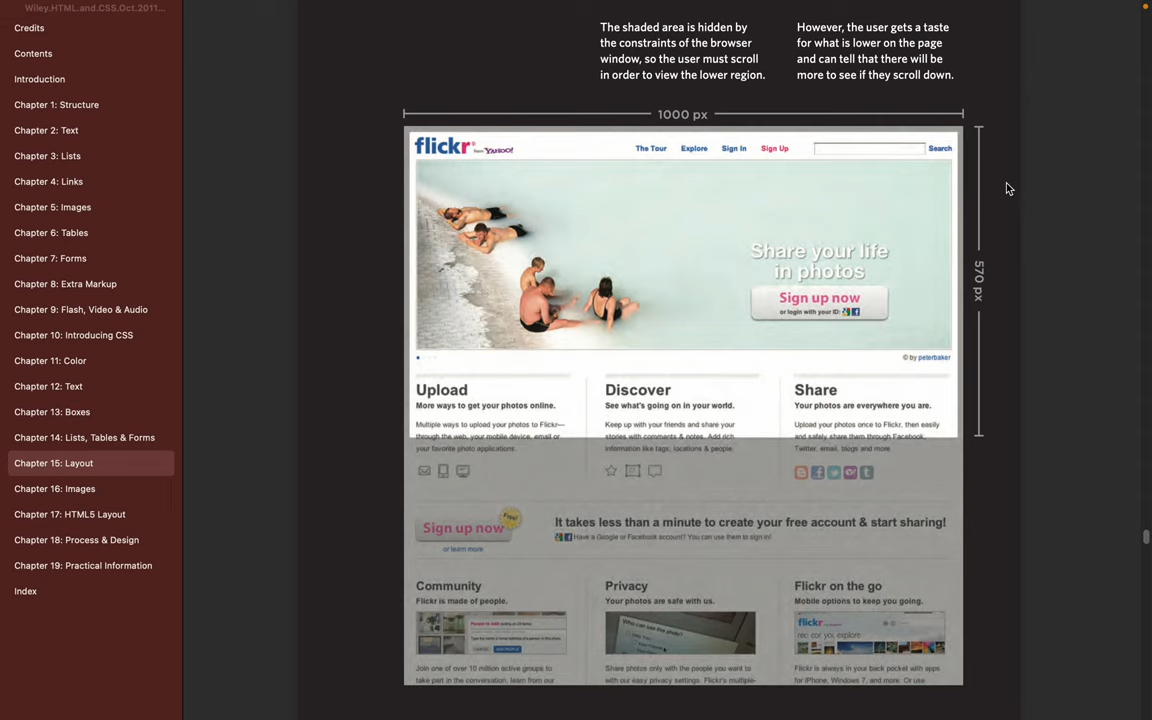 Wiley.HTML.and.CSS.Oct.2011...
Credits
Contents
Introduction
Chapter 1: Structure
Chapter 2: Text
Chapter 3: Lists
Chapter 4: Links
Chapter 5: Images
Chapter 6: Tables
Chapter 7: Forms
Chapter 8: Extra Markup
Chapter 9: Flash, Video & Audio
Chapter 10: Introducing CSS
Chapter 11: Color
Chapter 12: Text
Chapter 13: Boxes
Chapter 14: Lists, Tables & Forms
Chapter 15: Layout
Chapter 16: Images
Chapter 17: HTML5 Layout
Chapter 18: Process & Design
Chapter 19: Practical Information
Index
The shaded area is hidden by
the constraints of the browser
window, so the user must scroll
in order to view the lower region.
However, the user gets a taste
for what is lower on the page
and can tell that there will be
more to see if they scroll down.
1000 px
570 px
flickr from YAHOO!
The Tour Explore Sign In Sign Up Search
Share your life
in photos
Sign up now
or login with your ID:
© by peterbaker
Upload
More ways to get your photos online.
Multiple ways to upload your photos to Flickr—
through the web, your mobile device, email or
your favorite photo applications.
Discover
See what's going on in your world.
Keep up with your friends and share your
stories with comments & notes. Add rich
information like tags, locations & people.
Share
Your photos are everywhere you are.
Upload your photos once to Flickr, then easily
and safely share them through Facebook,
Twitter, email, blogs and more.
Sign up now
Free!
or learn more
It takes less than a minute to create your free account & start sharing!
Have a Google or Facebook account? You can use them to sign in!
Community
Flickr is made of people.
Join one of over 10 million active groups to
take part in the conversation, learn from our
Privacy
Your photos are safe with us.
Who can see this photo?
Share photos only with the people you want to
with our easy privacy settings. Flickr's multiple-
Flickr on the go
Mobile options to keep you going.
flickr
explore
Flickr is always in your back pocket with apps
for iPhone, Windows 7, and more. Or use